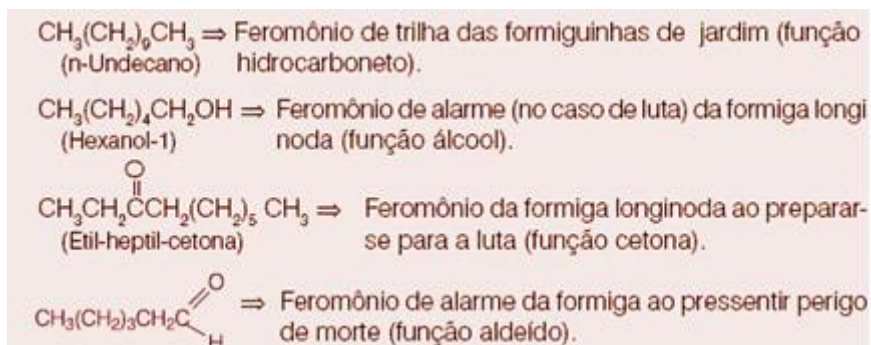 CH₃(CH₂)₉CH₃ ⇒ Feromônio de trilha das formiguinhas de jardim (função
(n-Undecano) hidrocarboneto).
CH₃(CH₂)₄CH₂OH ⇒ Feromônio de alarme (no caso de luta) da formiga longi
(Hexanol-1) noda (função álcool).
O
CH₃CH₂CCH₂(CH₂)₅ CH₃ ⇒ Feromônio da formiga longinoda ao preparar-
(Etil-heptil-cetona) se para a luta (função cetona).
O
CH₃(CH₂)₃CH₂C ⇒ Feromônio de alarme da formiga ao pressentir perigo
H de morte (função aldeído).